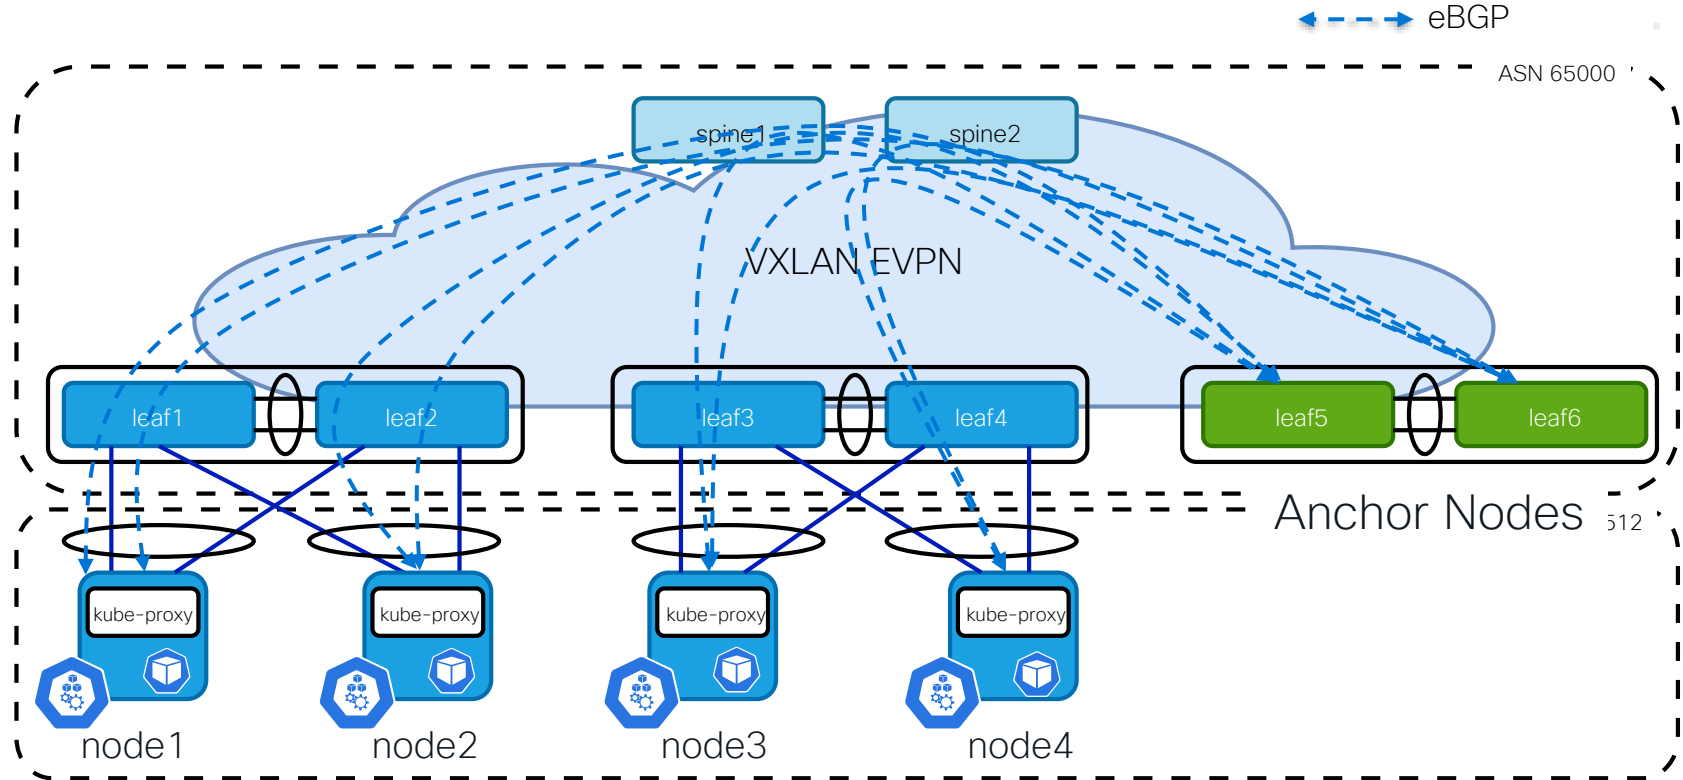 eBGP
ASN 65000
spine1
spine2
VXLAN EVPN
leaf1
leaf2
leaf3
leaf4
leaf5
leaf6
Anchor Nodes
512
kube-proxy
kube-proxy
kube-proxy
kube-proxy
node1
node2
node3
node4